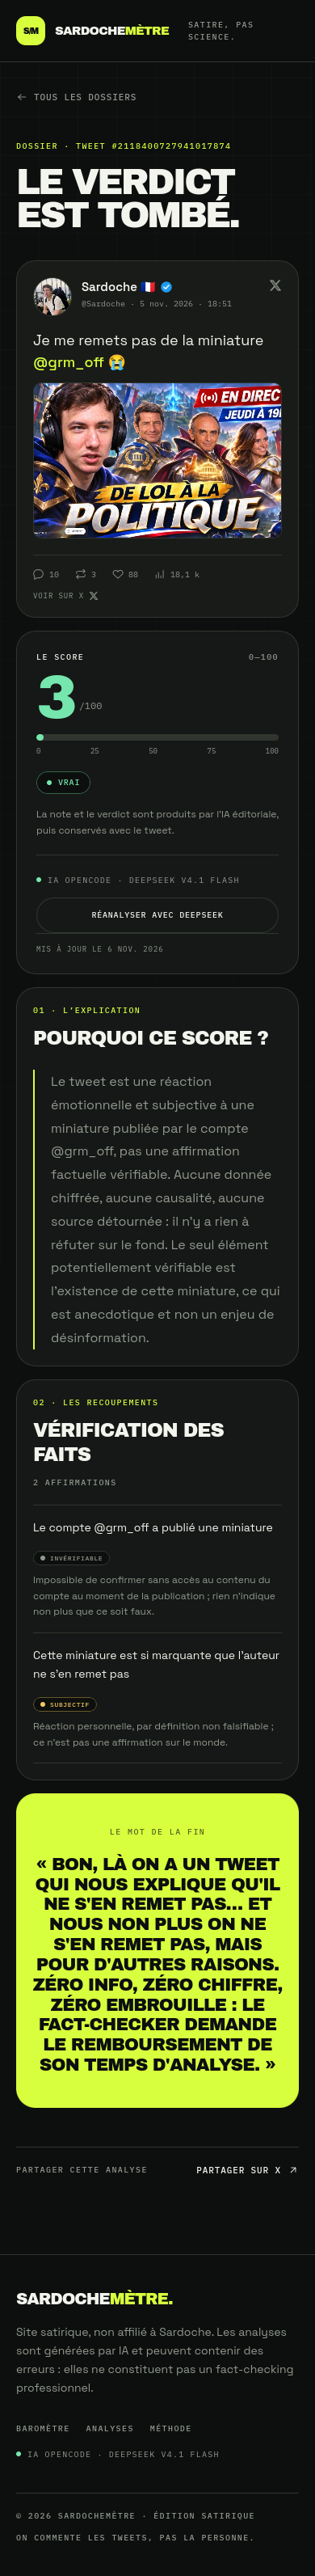 S/M SARDOCHEMÈTRE
SATIRE, PAS
SCIENCE.
← TOUS LES DOSSIERS
DOSSIER · TWEET #2118400727941017874
LE VERDICT
EST TOMBÉ.
Sardoche 🇫🇷
@Sardoche · 5 nov. 2026 · 18:51
Je me remets pas de la miniature
@grm_off 😭
EN DIREC
JEUDI À 19
DE LOL À LA
POLITIQUE
10 3 88 18,1 k
VOIR SUR X
LE SCORE 0—100
3 /100
0 25 50 75 100
VRAI
La note et le verdict sont produits par l'IA éditoriale,
puis conservés avec le tweet.
IA OPENCODE · DEEPSEEK V4.1 FLASH
RÉANALYSER AVEC DEEPSEEK
MIS À JOUR LE 6 NOV. 2026
01 · L'EXPLICATION
POURQUOI CE SCORE ?
Le tweet est une réaction
émotionnelle et subjective à une
miniature publiée par le compte
@grm_off, pas une affirmation
factuelle vérifiable. Aucune donnée
chiffrée, aucune causalité, aucune
source détournée : il n'y a rien à
réfuter sur le fond. Le seul élément
potentiellement vérifiable est
l'existence de cette miniature, ce qui
est anecdotique et non un enjeu de
désinformation.
02 · LES RECOUPEMENTS
VÉRIFICATION DES
FAITS
2 AFFIRMATIONS
Le compte @grm_off a publié une miniature
INVÉRIFIABLE
Impossible de confirmer sans accès au contenu du
compte au moment de la publication ; rien n'indique
non plus que ce soit faux.
Cette miniature est si marquante que l'auteur
ne s'en remet pas
SUBJECTIF
Réaction personnelle, par définition non falsifiable ;
ce n'est pas une affirmation sur le monde.
LE MOT DE LA FIN
« BON, LÀ ON A UN TWEET
QUI NOUS EXPLIQUE QU'IL
NE S'EN REMET PAS... ET
NOUS NON PLUS ON NE
S'EN REMET PAS, MAIS
POUR D'AUTRES RAISONS.
ZÉRO INFO, ZÉRO CHIFFRE,
ZÉRO EMBROUILLE : LE
FACT-CHECKER DEMANDE
LE REMBOURSEMENT DE
SON TEMPS D'ANALYSE. »
PARTAGER CETTE ANALYSE PARTAGER SUR X ↗
SARDOCHEMÈTRE.
Site satirique, non affilié à Sardoche. Les analyses
sont générées par IA et peuvent contenir des
erreurs : elles ne constituent pas un fact-checking
professionnel.
BAROMÈTRE ANALYSES MÉTHODE
IA OPENCODE · DEEPSEEK V4.1 FLASH
© 2026 SARDOCHEMÈTRE · ÉDITION SATIRIQUE
ON COMMENTE LES TWEETS, PAS LA PERSONNE.